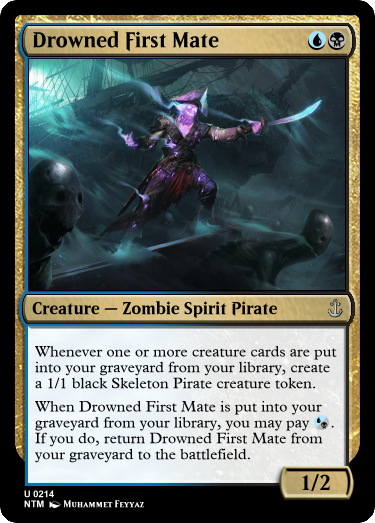 Drowned First Mate
Creature — Zombie Spirit Pirate
Whenever one or more creature cards are put
into your graveyard from your library, create
a 1/1 black Skeleton Pirate creature token.
When Drowned First Mate is put into your
graveyard from your library, you may pay .
If you do, return Drowned First Mate from
your graveyard to the battlefield.
1/2
U 0214
NTM Muhammet Feyyaz